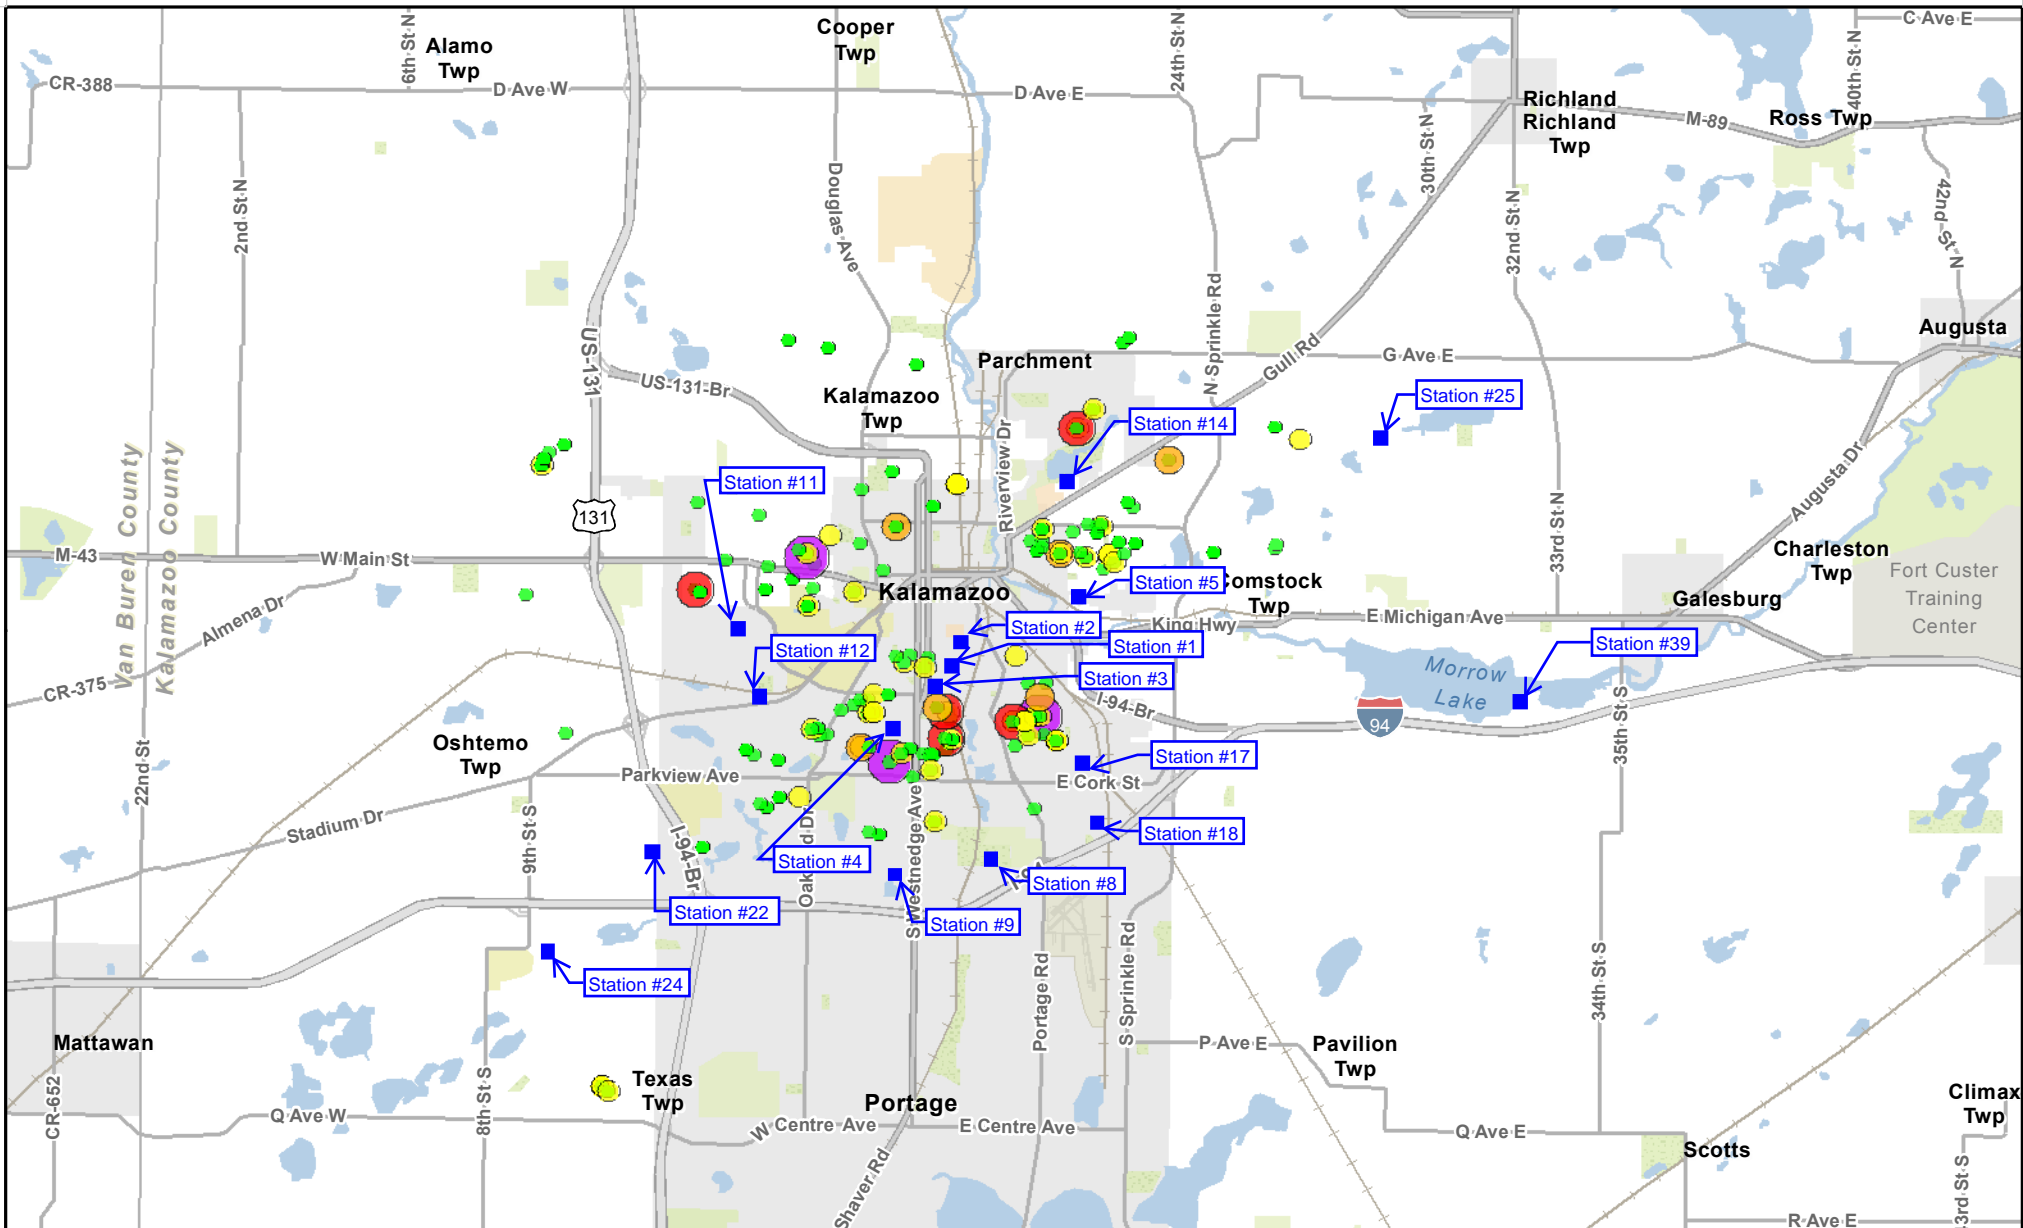 Cooper
Twp
C Ave E
Alamo
Twp
6th St N
24th St N
40th St N
CR-388
D Ave W
D Ave E
Richland
Richland
Twp
M-89
Ross Twp
30th St N
2nd St N
Douglas Ave
32nd St N
42nd St N
N Sprinkle Rd
US-131
US-131-Br
Parchment
Gull Rd
G Ave E
Augusta
Kalamazoo
Twp
Station #25
Station #14
Riverview Dr
Station #11
Augusta Dr
Van Buren County
Kalamazoo County
131
33rd St N
M-43
W Main St
Charleston
Twp
Fort Custer
Training
Center
Station #5
Comstock
Twp
Kalamazoo
Galesburg
Almena Dr
E Michigan Ave
King Hwy
Station #2
Station #1
Station #12
Station #39
Station #3
Morrow
Lake
CR-375
I-94-Br
94
35th St S
Oshtemo
Twp
22nd St
Parkview Ave
Station #17
E Cork St
Stadium Dr
9th St S
S Westnedge Ave
Station #18
I-94-Br
Station #4
Station #8
Station #22
Station #9
Station #24
Portage Rd
S Sprinkle Rd
34th St S
Mattawan
P Ave E
Pavilion
Twp
Texas
Twp
Portage
Climax
Twp
CR-652
8th St S
Q Ave W
W Centre Ave
E Centre Ave
Q Ave E
Scotts
Shaver Rd
3rd St S
R Ave E